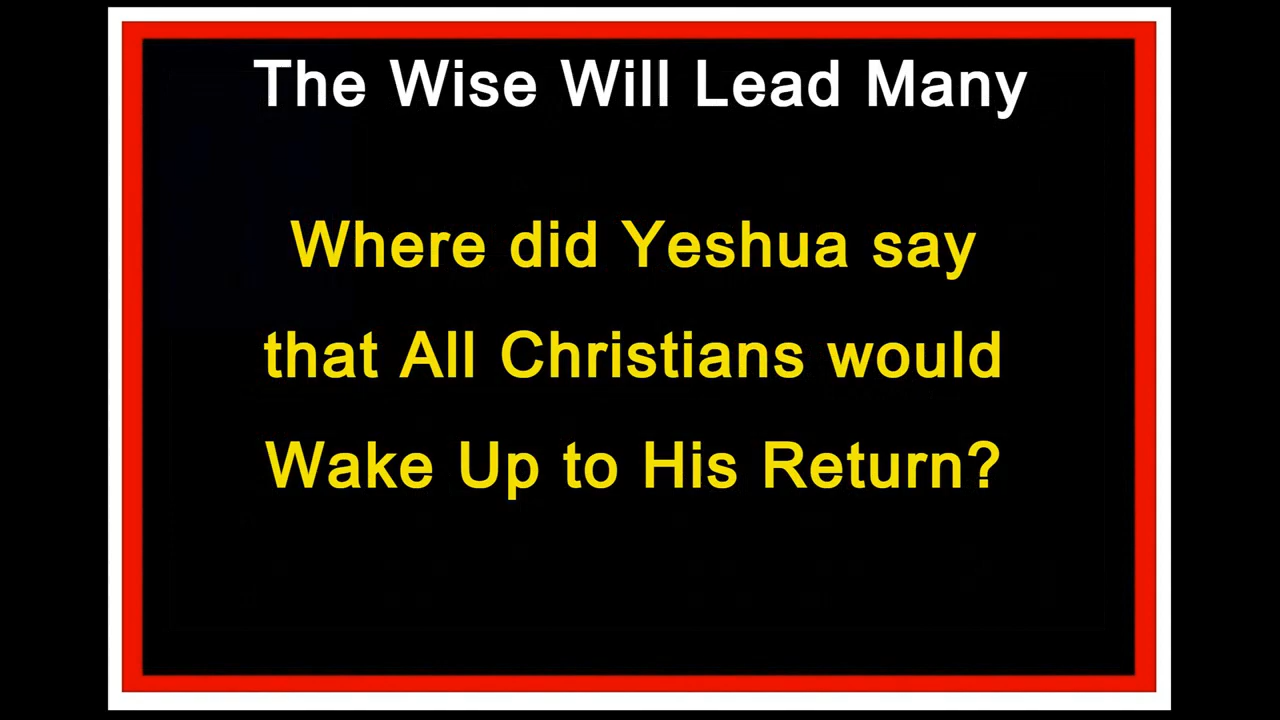 The Wise Will Lead Many
Where did Yeshua say
that All Christians would
Wake Up to His Return?